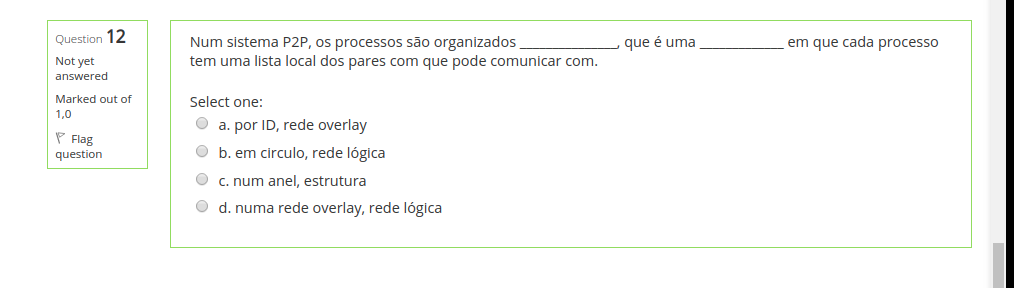 Question 12
Not yet
answered
Marked out of
1,0
Flag
question
Num sistema P2P, os processos são organizados _______________, que é uma _____________ em que cada processo
tem uma lista local dos pares com que pode comunicar com.
Select one:
a. por ID, rede overlay
b. em circulo, rede lógica
c. num anel, estrutura
d. numa rede overlay, rede lógica